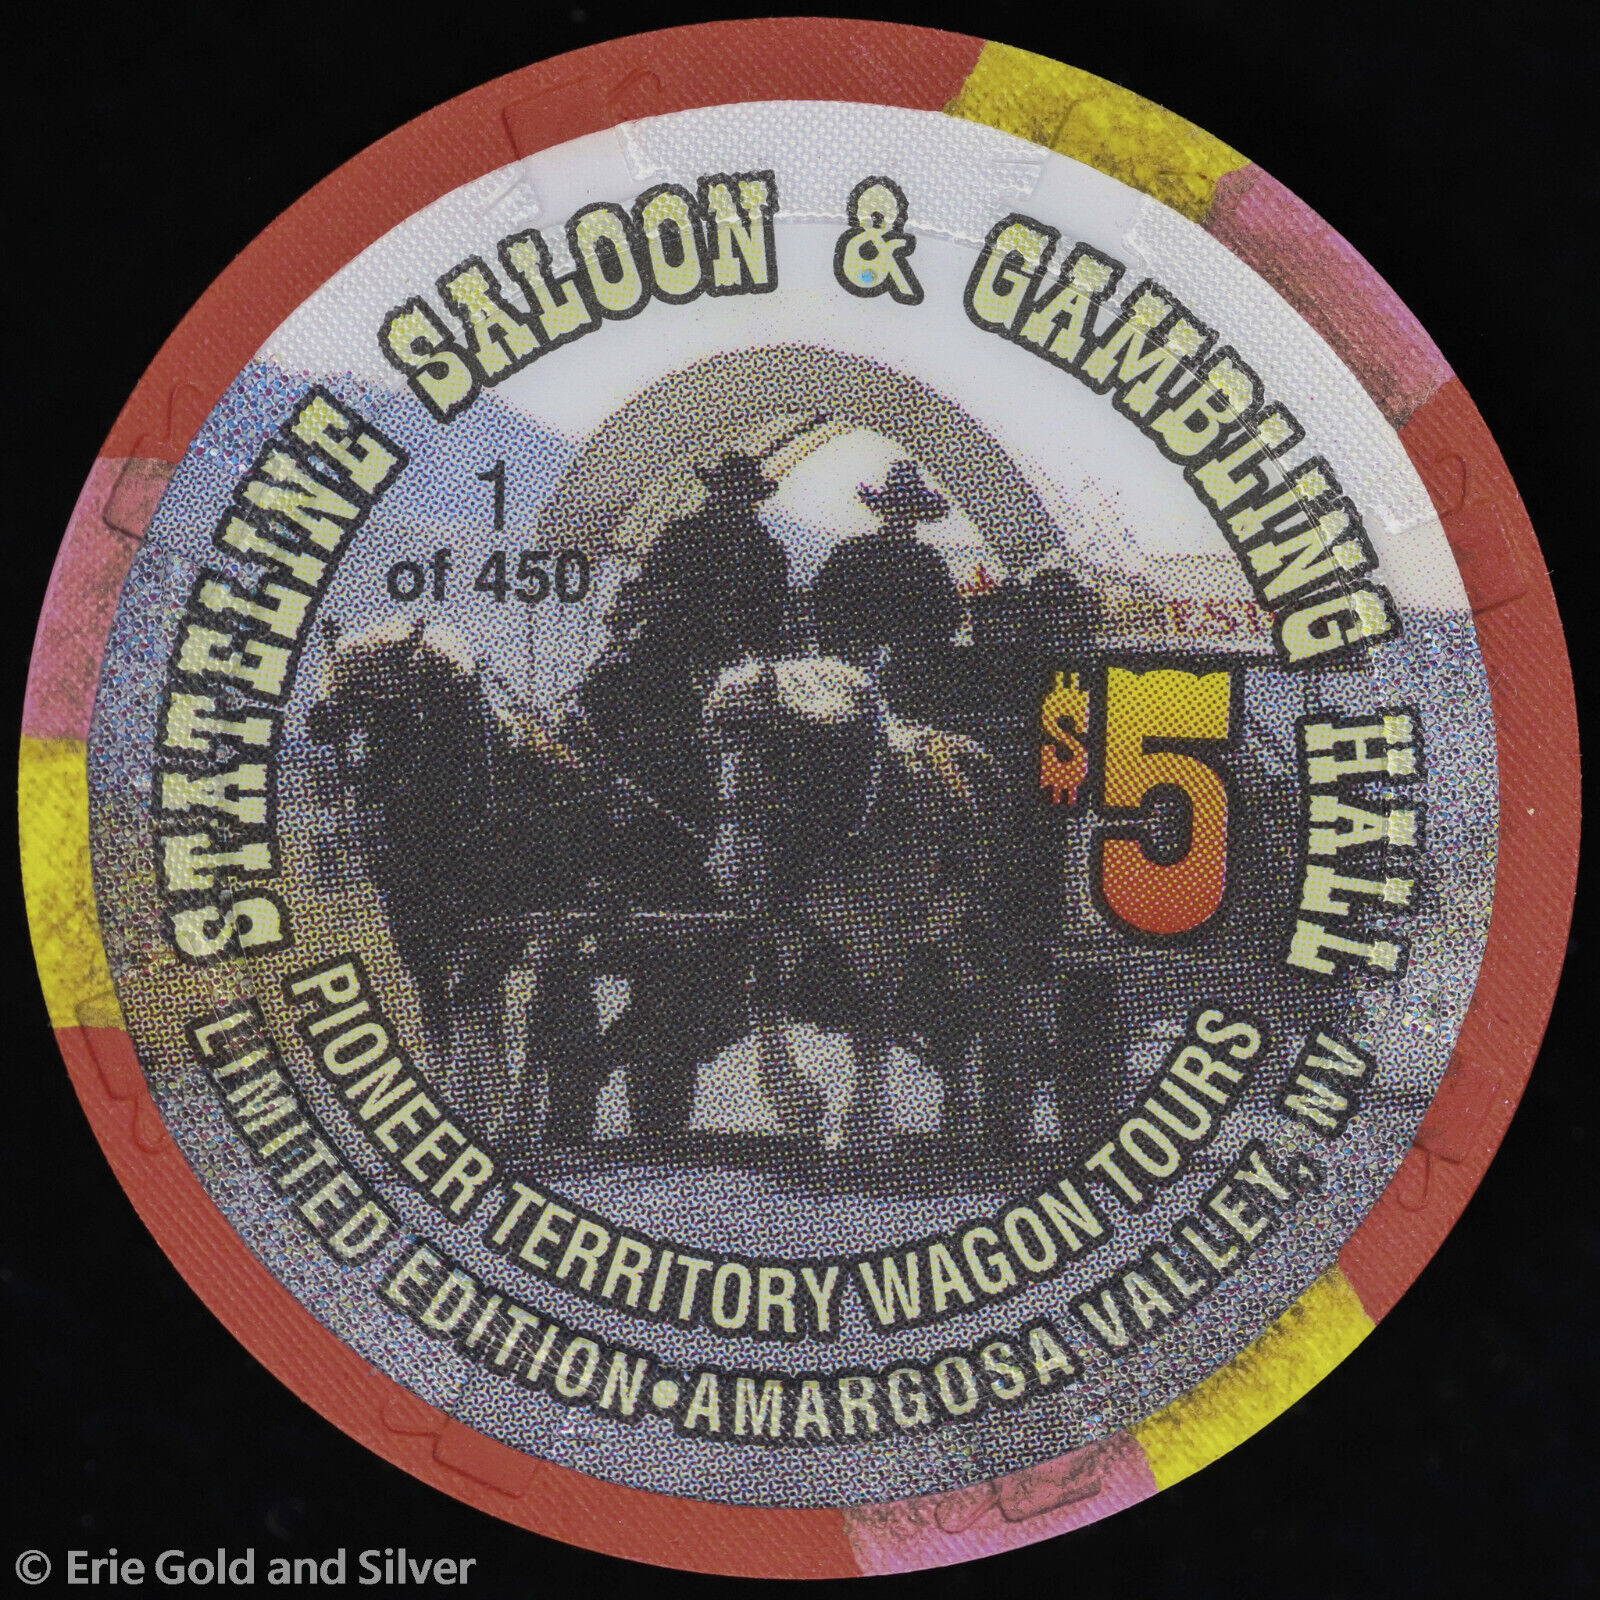 STATELINE SALOON & GAMBLING HALL
1
of 450
$5
PIONEER TERRITORY WAGON TOURS
LIMITED EDITION • AMARGOSA VALLEY, NV
© Erie Gold and Silver